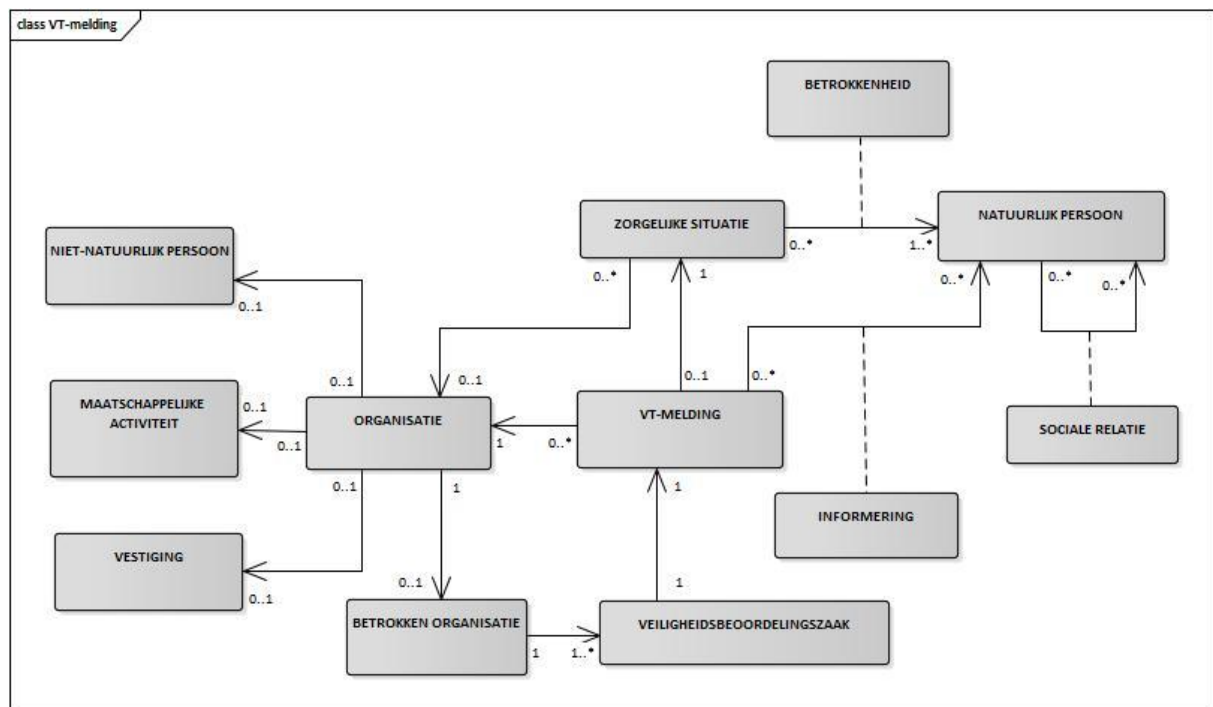 class VT-melding
BETROKKENHEID
ZORGELIJKE SITUATIE
NATUURLIJK PERSOON
0..*
1..*
NIET-NATUURLIJK PERSOON
0..*
1
0..*
0..*
0..*
0..1
0..1
0..1
0..1
0..*
MAATSCHAPPELIJKE
ACTIVITEIT
0..1
0..1
ORGANISATIE
1
0..*
VT-MELDING
SOCIALE RELATIE
0..1
1
1
INFORMERING
VESTIGING
0..1
0..1
1
BETROKKEN ORGANISATIE
1
1..*
VEILIGHEIDSBEOORDELINGSZAAK